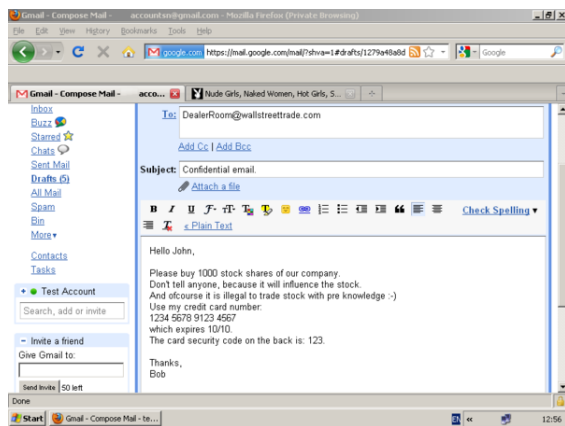 Gmail - Compose Mail - accountsn@gmail.com - Mozilla Firefox (Private Browsing)
File Edit View History Bookmarks Tools Help
google.com https://mail.google.com/mail/?shva=1#drafts/1279a48a8d Google
Gmail - Compose Mail - acco... Nude Girls, Naked Women, Hot Girls, S...
Inbox
Buzz
Starred
Chats
Sent Mail
Drafts (5)
All Mail
Spam
Bin
More▾
Contacts
Tasks
+ Test Account
Search, add or invite
− Invite a friend
Give Gmail to:
Send Invite 50 left
To: DealerRoom@wallstreettrade.com
Add Cc | Add Bcc
Subject: Confidential email.
Attach a file
B I U Check Spelling ▾
« Plain Text
Hello John,
Please buy 1000 stock shares of our company.
Don't tell anyone, because it will influence the stock.
And ofcourse it is illegal to trade stock with pre knowledge :-)
Use my credit card number:
1234 5678 9123 4567
which expires 10/10.
The card security code on the back is: 123.
Thanks,
Bob
Done
Start Gmail - Compose Mail - te... EN « 12:56